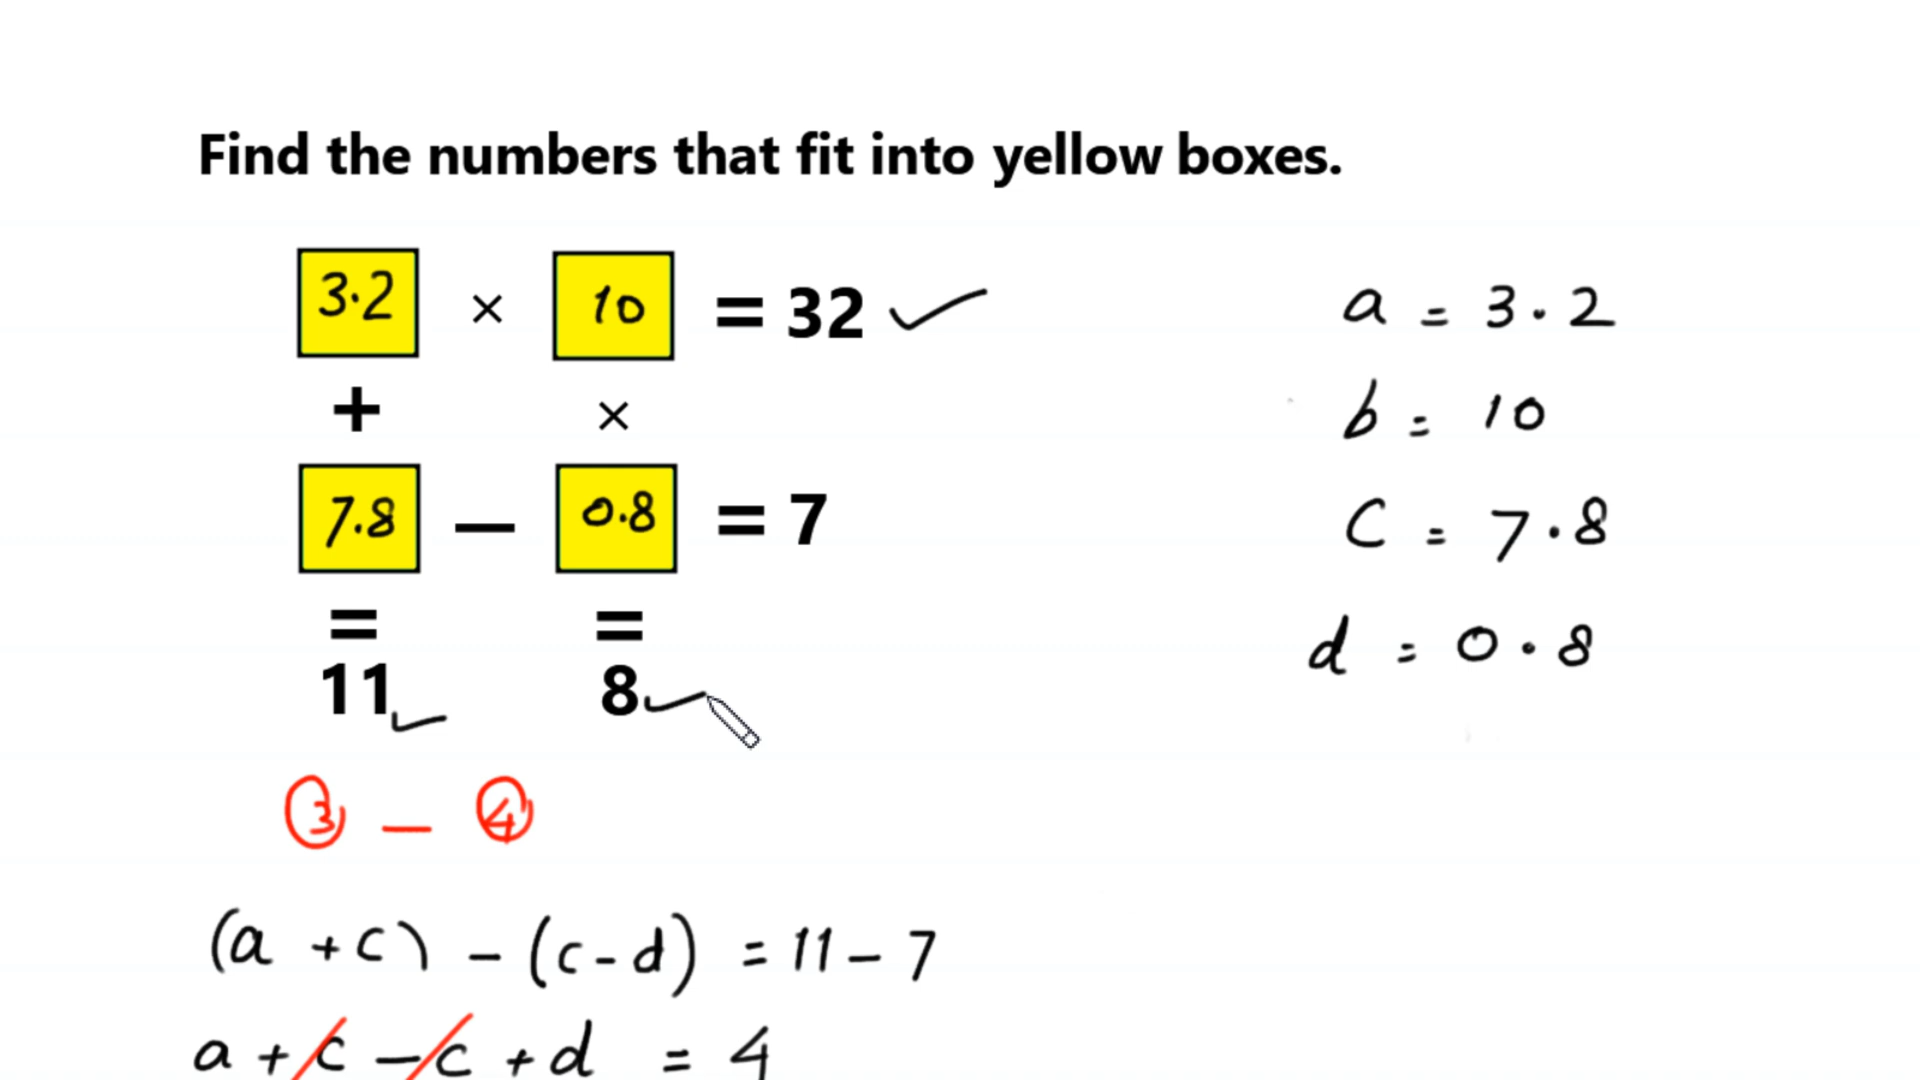 Find the numbers that fit into yellow boxes.
3.2 × 10 = 32
+ ×
7.8 — 0.8 = 7
= =
11 8
a = 3.2
b = 10
c = 7.8
d = 0.8
3 — 4
(a + c) - (c - d) = 11 - 7
a + c - c + d = 4